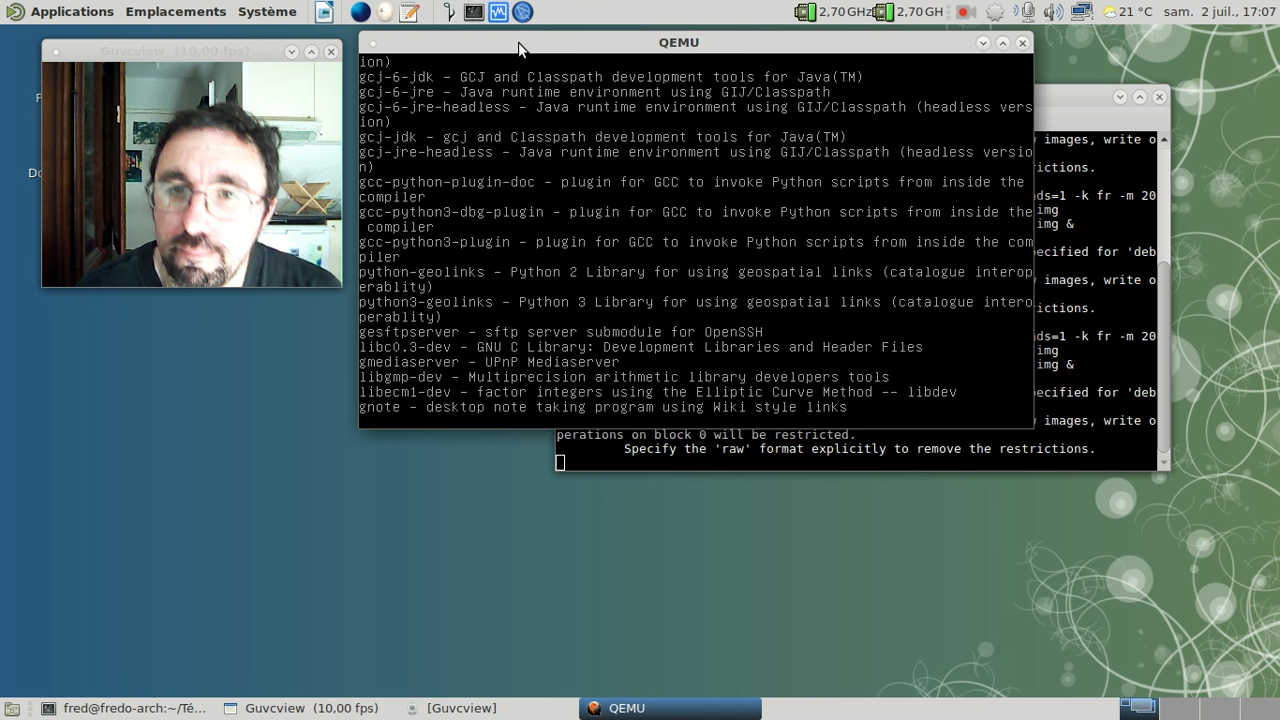 Applications Emplacements Système
2,70 GHz 2,70 GH
21 °C sam. 2 juil., 17:07
Guvcview (10,00 fps)
QEMU
ion)
gcj-6-jdk - GCJ and Classpath development tools for Java(TM)
gcj-6-jre - Java runtime environment using GIJ/Classpath
gcj-6-jre-headless - Java runtime environment using GIJ/Classpath (headless vers
ion)
gcj-jdk - gcj and Classpath development tools for Java(TM)
gcj-jre-headless - Java runtime environment using GIJ/Classpath (headless versio
n)
gcc-python-plugin-doc - plugin for GCC to invoke Python scripts from inside the
compiler
gcc-python3-dbg-plugin - plugin for GCC to invoke Python scripts from inside the
compiler
gcc-python3-plugin - plugin for GCC to invoke Python scripts from inside the com
piler
python-geolinks - Python 2 Library for using geospatial links (catalogue interop
erablity)
python3-geolinks - Python 3 Library for using geospatial links (catalogue intero
perablity)
gesftpserver - sftp server submodule for OpenSSH
libc0.3-dev - GNU C Library: Development Libraries and Header Files
gmediaserver - UPnP Mediaserver
libgmp-dev - Multiprecision arithmetic library developers tools
libecm1-dev - factor integers using the Elliptic Curve Method -- libdev
gnote - desktop note taking program using Wiki style links
w images, write o
ictions.
nds=1 -k fr -m 20
img
img &
pecified for 'deb
w images, write o
ictions.
nds=1 -k fr -m 20
img
img &
pecified for 'deb
w images, write o
perations on block 0 will be restricted.
Specify the 'raw' format explicitly to remove the restrictions.
P
Do
fred@fredo-arch:~/Té...
Guvcview (10,00 fps)
[Guvcview]
QEMU